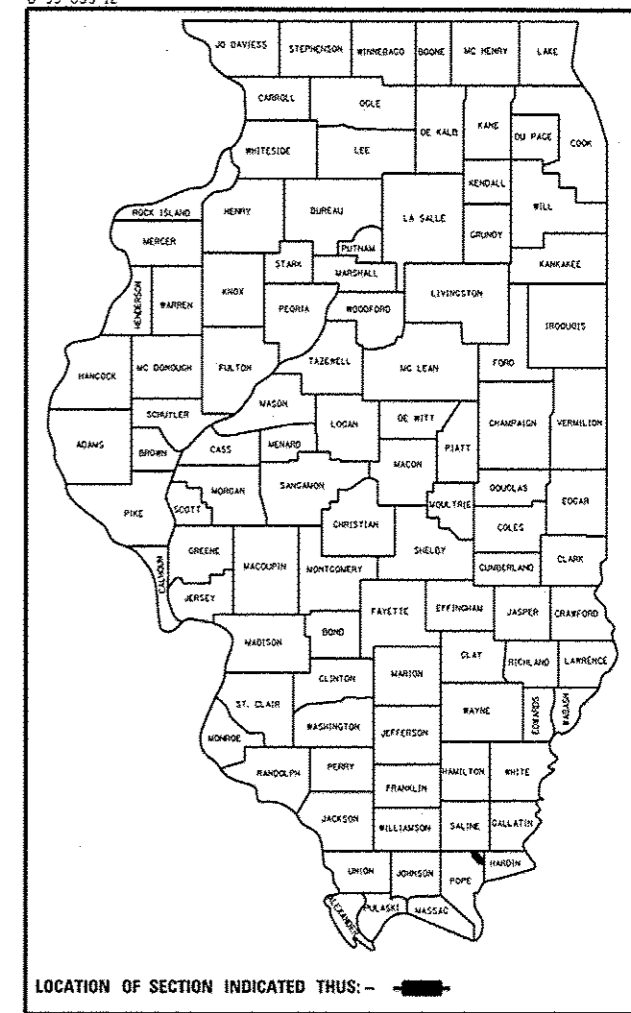 JO DAVIESS STEPHENSON WINNEBAGO BOONE MC HENRY LAKE
CARROLL OGLE
DE KALB KANE DU PAGE COOK
WHITESIDE LEE
KENDALL
ROCK ISLAND HENRY BUREAU LA SALLE WILL
MERCER PUTNAM GRUNDY
STARK MARSHALL KANKAKEE
HENDERSON WARREN KNOX PEORIA WOODFORD LIVINGSTON
IROQUOIS
HANCOCK MC DONOUGH FULTON TAZEWELL MC LEAN FORD
SCHUYLER MASON
ADAMS BROWN CASS MENARD LOGAN DE WITT PIATT CHAMPAIGN VERMILION
MACON
PIKE SCOTT MORGAN SANGAMON MOULTRIE DOUGLAS EDGAR
CHRISTIAN COLES
CALHOUN GREENE MACOUPIN MONTGOMERY SHELBY CUMBERLAND CLARK
JERSEY FAYETTE EFFINGHAM JASPER CRAWFORD
MADISON BOND
CLAY RICHLAND LAWRENCE
CLINTON MARION
ST. CLAIR WAYNE EDWARDS WABASH
MONROE WASHINGTON JEFFERSON
RANDOLPH PERRY HAMILTON WHITE
FRANKLIN
JACKSON WILLIAMSON SALINE GALLATIN
UNION JOHNSON POPE HARDIN
ALEXANDER PULASKI MASSAC
LOCATION OF SECTION INDICATED THUS: -